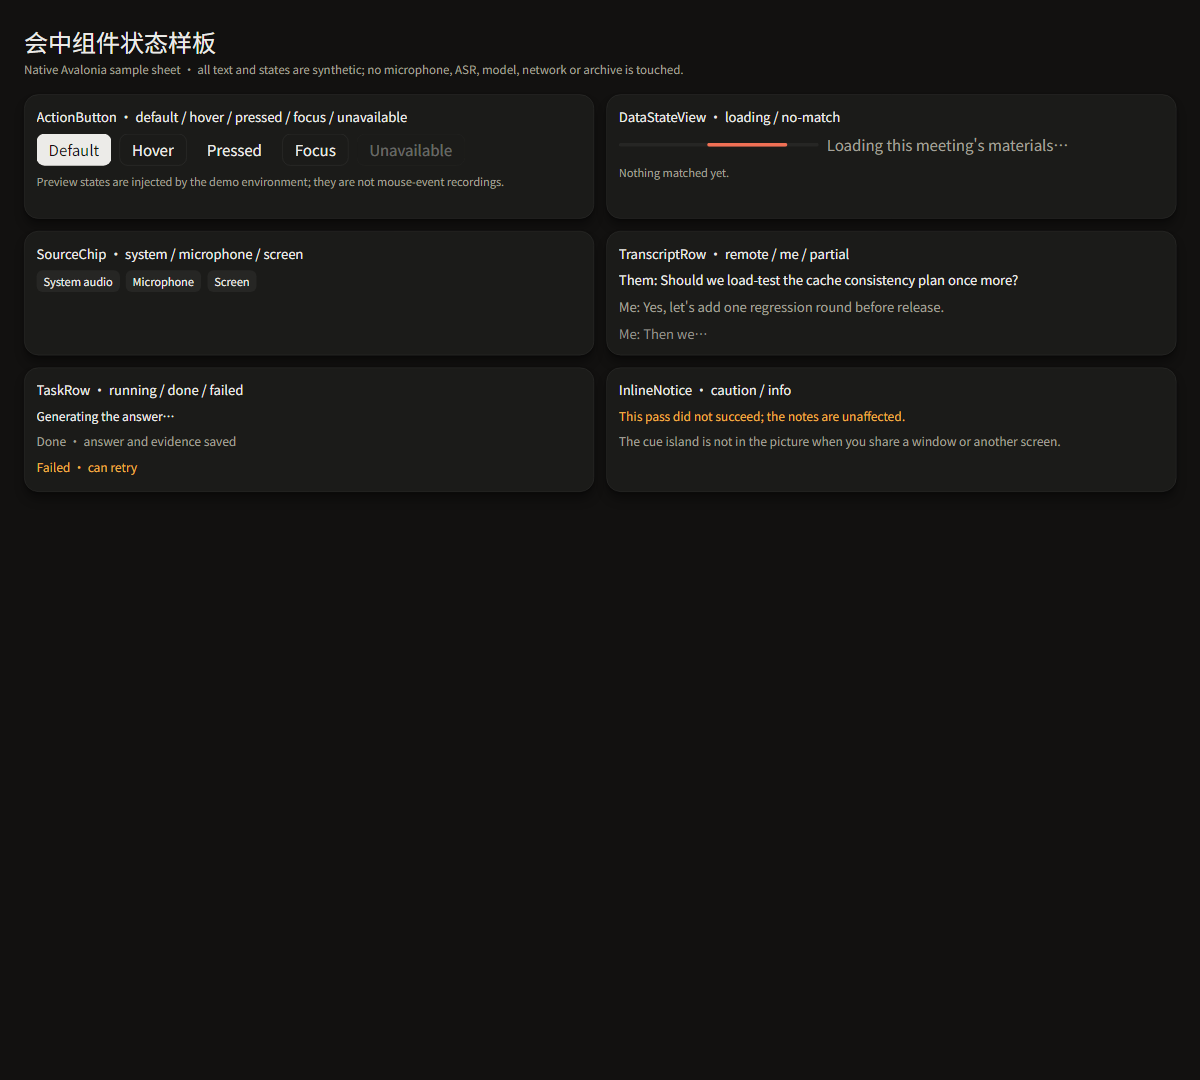 会中组件状态样板
Native Avalonia sample sheet • all text and states are synthetic; no microphone, ASR, model, network or archive is touched.
ActionButton • default / hover / pressed / focus / unavailable
Default Hover Pressed Focus Unavailable
Preview states are injected by the demo environment; they are not mouse-event recordings.
DataStateView • loading / no-match
Loading this meeting's materials…
Nothing matched yet.
SourceChip • system / microphone / screen
System audio Microphone Screen
TranscriptRow • remote / me / partial
Them: Should we load-test the cache consistency plan once more?
Me: Yes, let's add one regression round before release.
Me: Then we…
TaskRow • running / done / failed
Generating the answer…
Done • answer and evidence saved
Failed • can retry
InlineNotice • caution / info
This pass did not succeed; the notes are unaffected.
The cue island is not in the picture when you share a window or another screen.